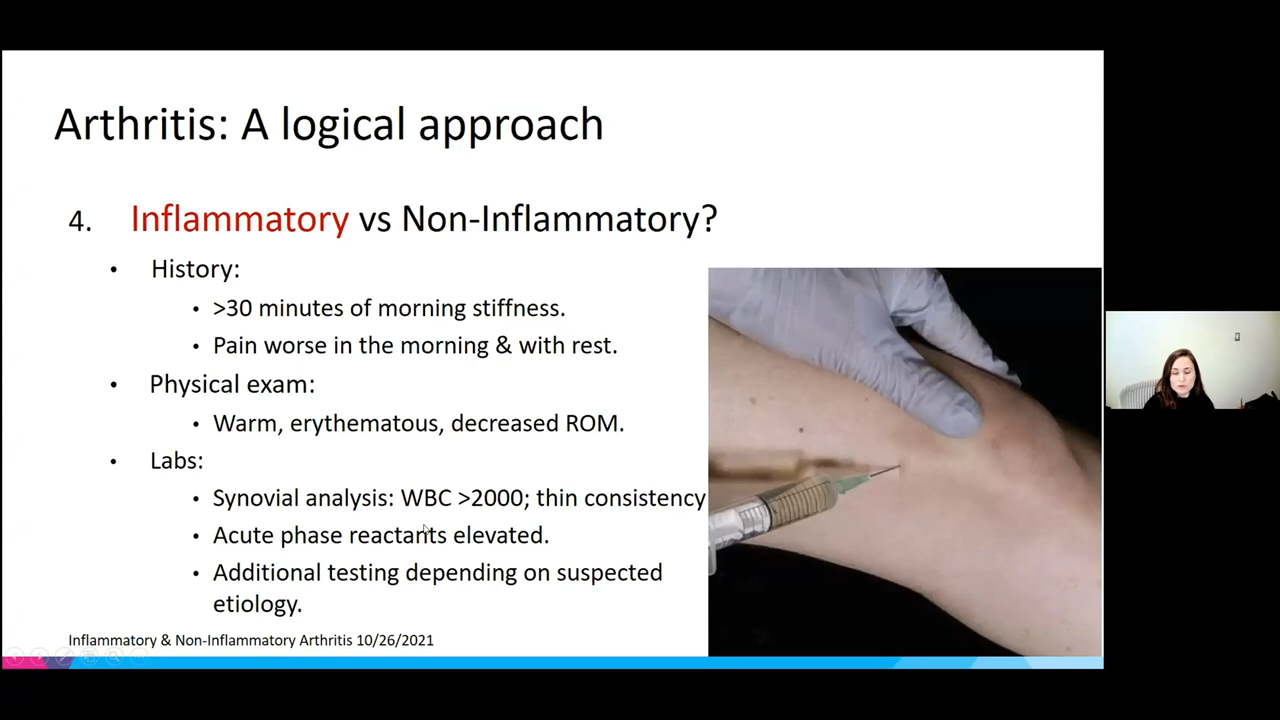 Arthritis: A logical approach
4. Inflammatory vs Non-Inflammatory?
• History:
• >30 minutes of morning stiffness.
• Pain worse in the morning & with rest.
• Physical exam:
• Warm, erythematous, decreased ROM.
• Labs:
• Synovial analysis: WBC >2000; thin consistency
• Acute phase reactants elevated.
• Additional testing depending on suspected
etiology.
Inflammatory & Non-Inflammatory Arthritis 10/26/2021